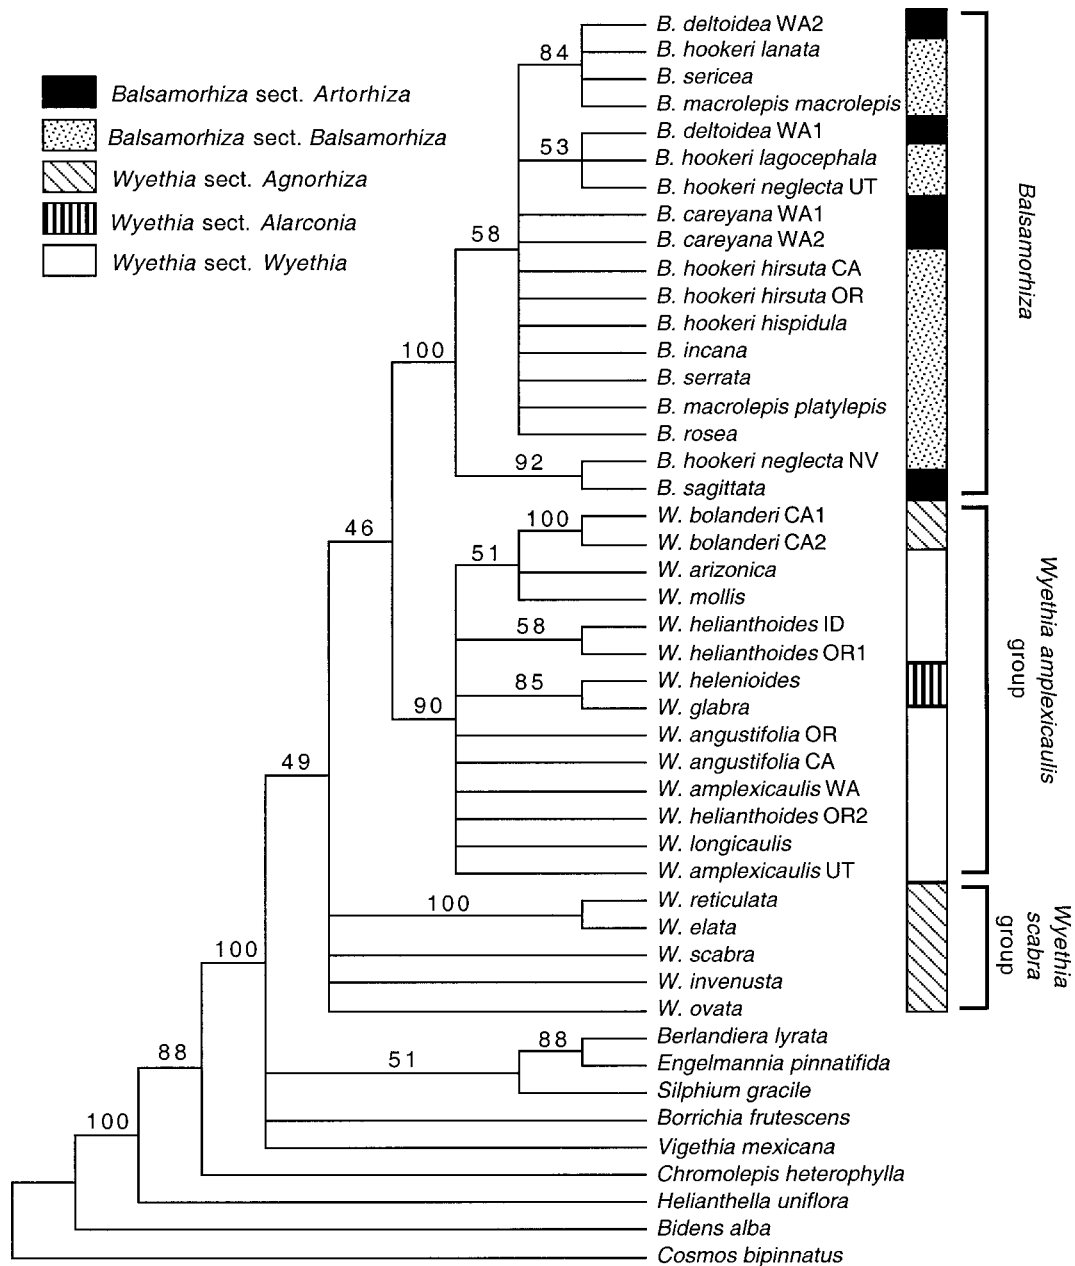 Balsamorhiza sect. Artorhiza
Balsamorhiza sect. Balsamorhiza
Wyethia sect. Agnorhiza
Wyethia sect. Alarconia
Wyethia sect. Wyethia
B. deltoidea WA2
84
B. hookeri lanata
B. sericea
B. macrolepis macrolepis
B. deltoidea WA1
53
B. hookeri lagocephala
B. hookeri neglecta UT
B. careyana WA1
58
B. careyana WA2
B. hookeri hirsuta CA
B. hookeri hirsuta OR
B. hookeri hispidula
100
B. incana
B. serrata
B. macrolepis platylepis
B. rosea
92
B. hookeri neglecta NV
B. sagittata
Balsamorhiza
W. bolanderi CA1
100
46
W. bolanderi CA2
51
W. arizonica
W. mollis
W. helianthoides ID
58
W. helianthoides OR1
W. helenioides
85
W. glabra
90
W. angustifolia OR
W. angustifolia CA
49
W. amplexicaulis WA
W. helianthoides OR2
W. longicaulis
W. amplexicaulis UT
Wyethia amplexicaulis
group
W. reticulata
100
W. elata
100
W. scabra
W. invenusta
W. ovata
Wyethia
scabra
group
Berlandiera lyrata
88
88
51
Engelmannia pinnatifida
Silphium gracile
Borrichia frutescens
100
Vigethia mexicana
Chromolepis heterophylla
Helianthella uniflora
Bidens alba
Cosmos bipinnatus